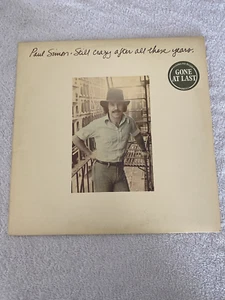 Paul Simon · Still crazy after all these years.
GONE
AT LAST